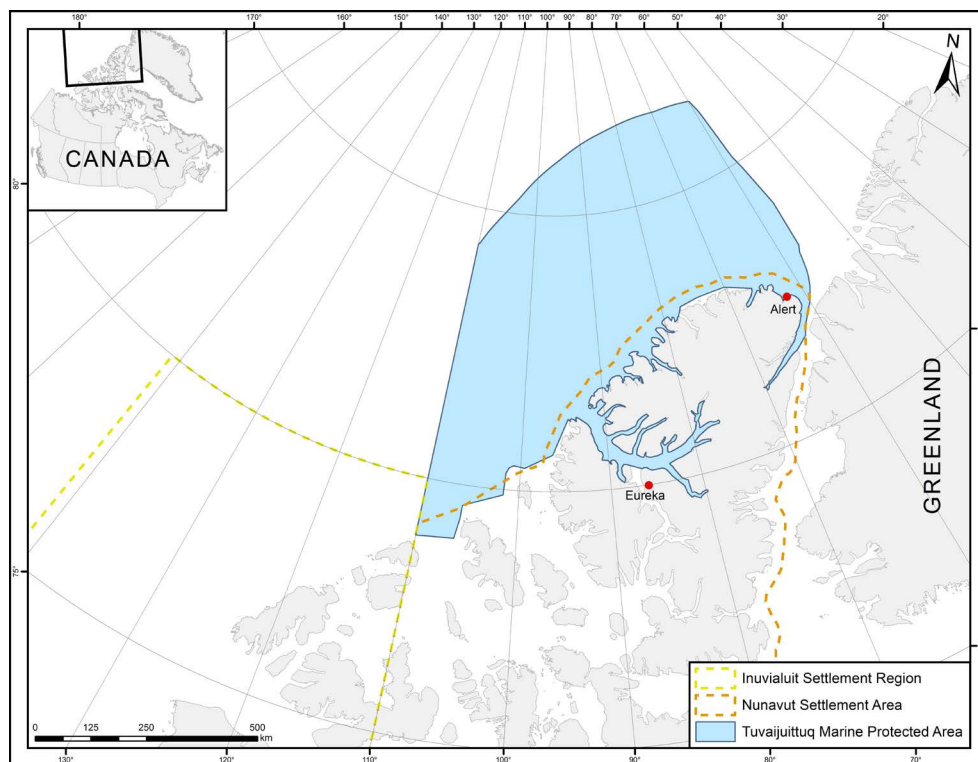 180° 170° 160° 150° 140° 130° 120° 110° 100° 90° 80° 70° 60° 50° 40° 30° 20°
N
CANADA
80°
Alert
GREENLAND
Eureka
75°
Inuvialuit Settlement Region
Nunavut Settlement Area
Tuvaijuittuq Marine Protected Area
0 125 250 500
km
130° 120° 110° 100° 90° 80° 70°